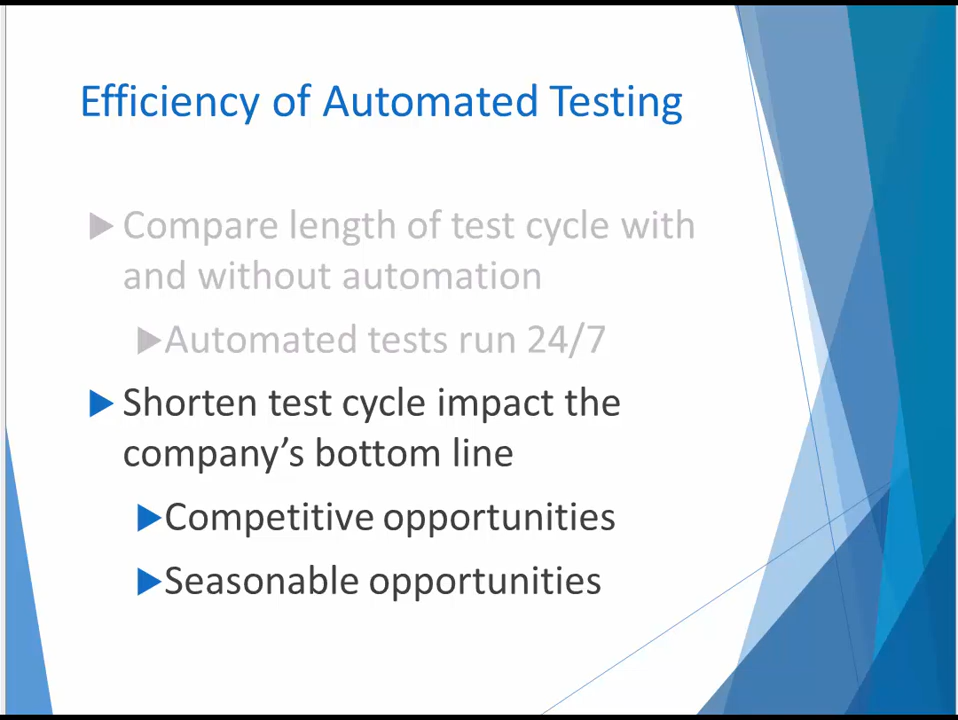 Efficiency of Automated Testing
Compare length of test cycle with
and without automation
Automated tests run 24/7
Shorten test cycle impact the
company’s bottom line
Competitive opportunities
Seasonable opportunities